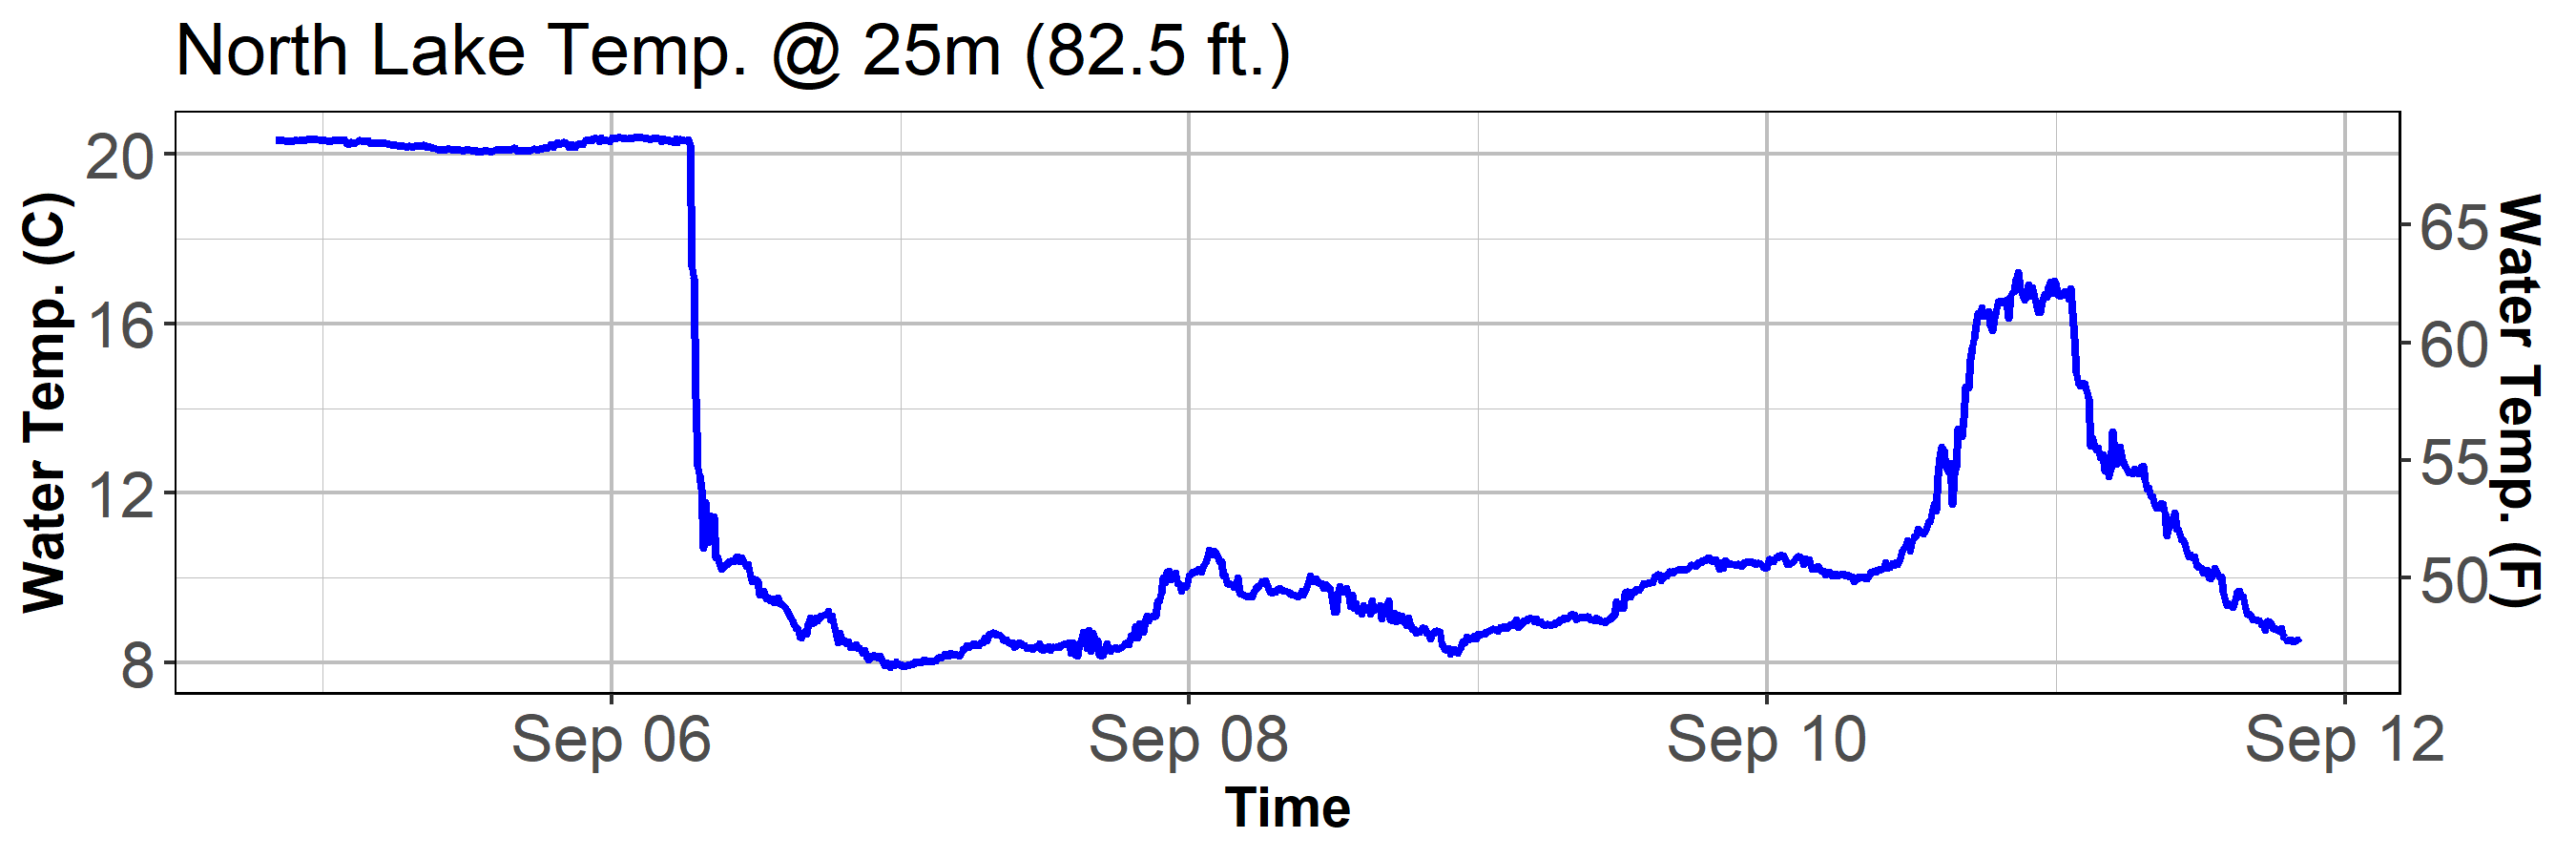 North Lake Temp. @ 25m (82.5 ft.)
Water Temp. (C)
20
16
12
8
65
60
55
50
Water Temp. (F)
Sep 06
Sep 08
Sep 10
Sep 12
Time